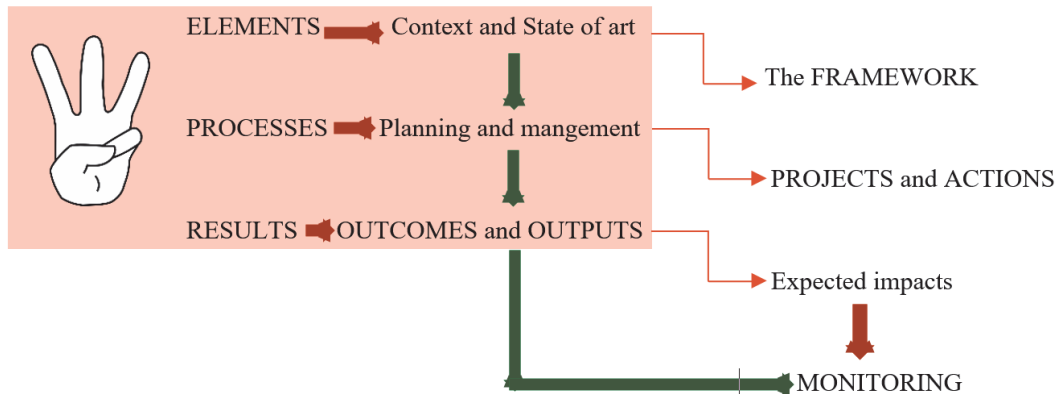 ELEMENTS Context and State of art
The FRAMEWORK
PROCESSES Planning and mangement
PROJECTS and ACTIONS
RESULTS OUTCOMES and OUTPUTS
Expected impacts
MONITORING